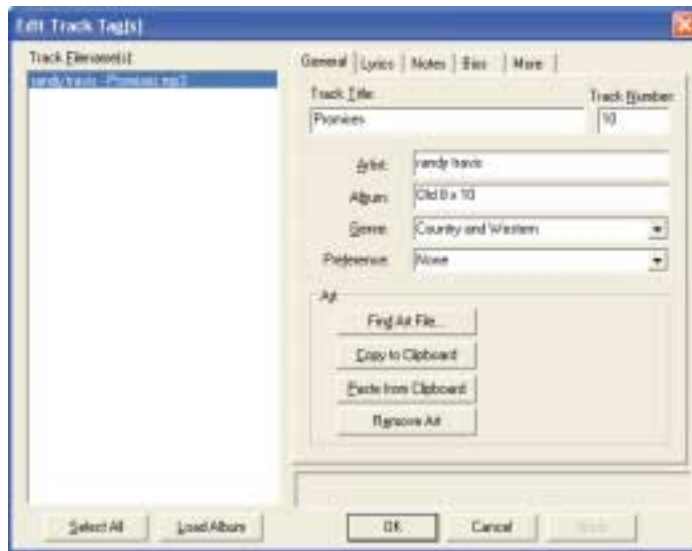 Edit Track Tag(s)
Track Filename(s):
randy travis - Promises.mp3
General Lyrics Notes Bios More
Track Title: Track Number:
Promises 10
Artist: randy travis
Album: Old 8 x 10
Genre: Country and Western
Preference: None
Art
Find Art File...
Copy to Clipboard
Paste from Clipboard
Remove Art
Select All Load Album OK Cancel Apply